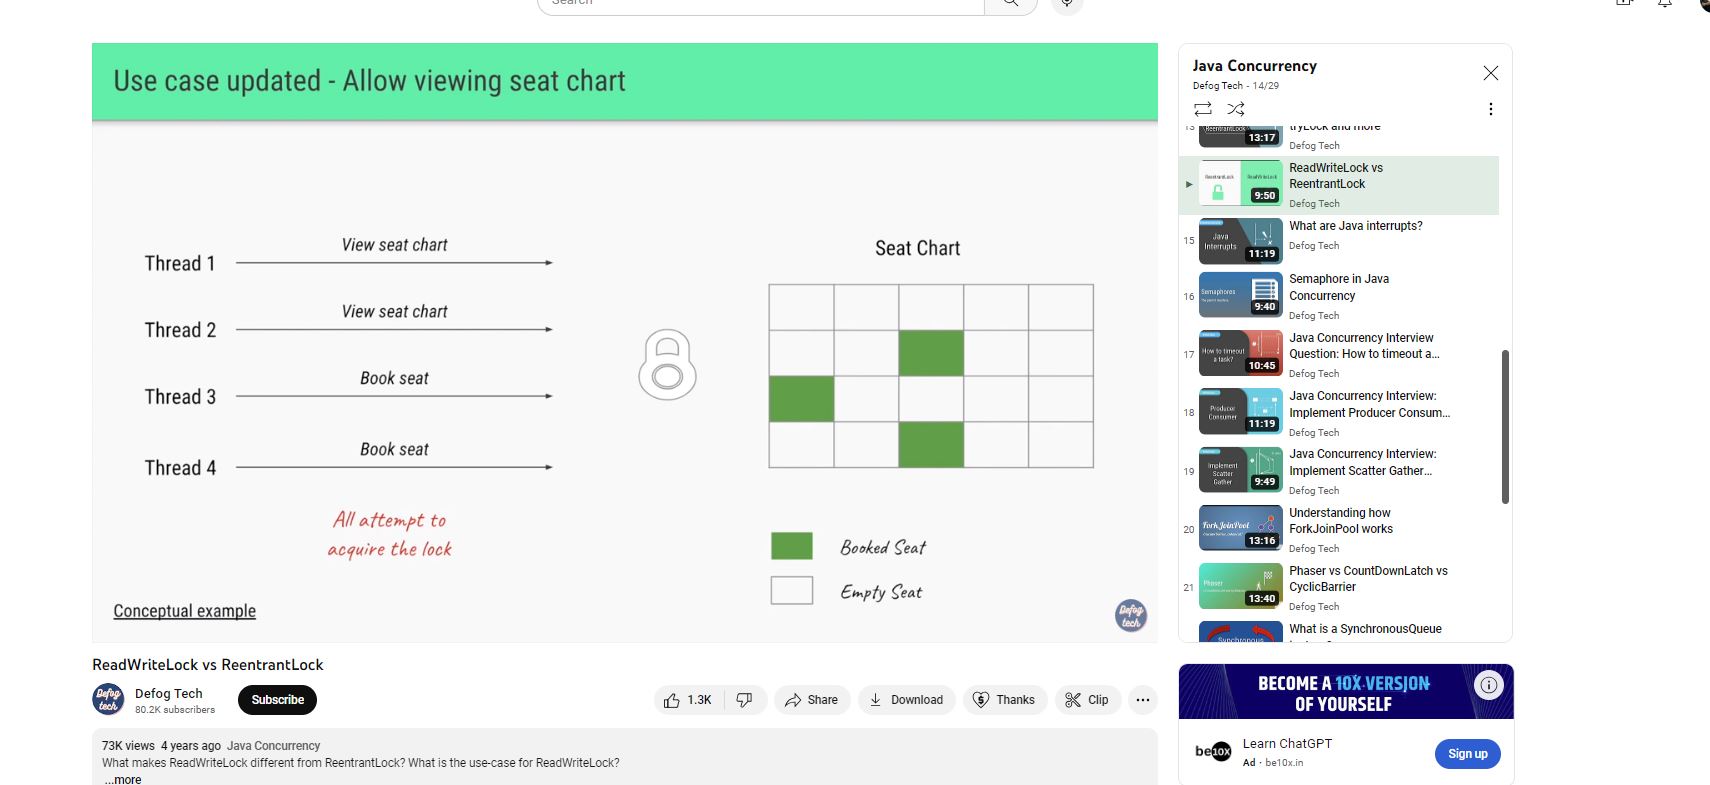 Search
Use case updated - Allow viewing seat chart
Thread 1
View seat chart
Thread 2
View seat chart
Thread 3
Book seat
Thread 4
Book seat
All attempt to
acquire the lock
Conceptual example
Seat Chart
Booked Seat
Empty Seat
Defog
tech
ReadWriteLock vs ReentrantLock
Defog
tech
Defog Tech
80.2K subscribers
Subscribe
1.3K
Share
Download
Thanks
Clip
73K views 4 years ago Java Concurrency
What makes ReadWriteLock different from ReentrantLock? What is the use-case for ReadWriteLock?
...more
Java Concurrency
Defog Tech - 14/29
13
ReentrantLock
13:17
tryLock and more
Defog Tech
ReentrantLock
ReadWriteLock
9:50
ReadWriteLock vs
ReentrantLock
Defog Tech
15
Java
Interrupts
11:19
What are Java interrupts?
Defog Tech
16
Semaphores
9:40
Semaphore in Java
Concurrency
Defog Tech
17
How to timeout
a task?
10:45
Java Concurrency Interview
Question: How to timeout a...
Defog Tech
18
Producer
Consumer
11:19
Java Concurrency Interview:
Implement Producer Consum...
Defog Tech
19
Implement
Scatter
Gather
9:49
Java Concurrency Interview:
Implement Scatter Gather...
Defog Tech
20
ForkJoinPool
13:16
Understanding how
ForkJoinPool works
Defog Tech
21
Phaser
13:40
Phaser vs CountDownLatch vs
CyclicBarrier
Defog Tech
Synchronous
What is a SynchronousQueue
BECOME A 10X VERSION
OF YOURSELF
be10X
Learn ChatGPT
Ad · be10x.in
Sign up